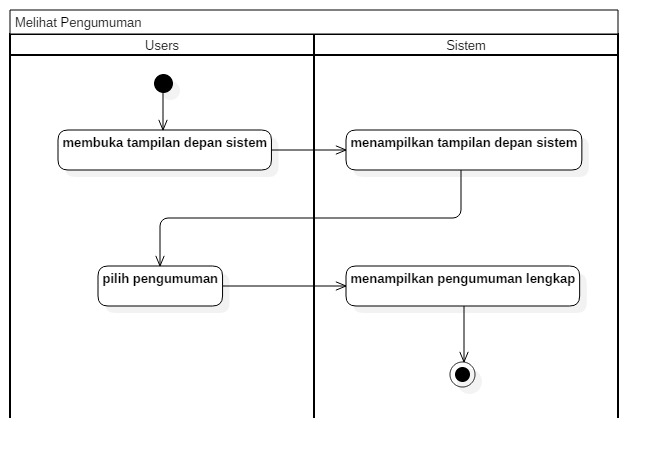 Melihat Pengumuman
Users
Sistem
membuka tampilan depan sistem
menampilkan tampilan depan sistem
pilih pengumuman
menampilkan pengumuman lengkap